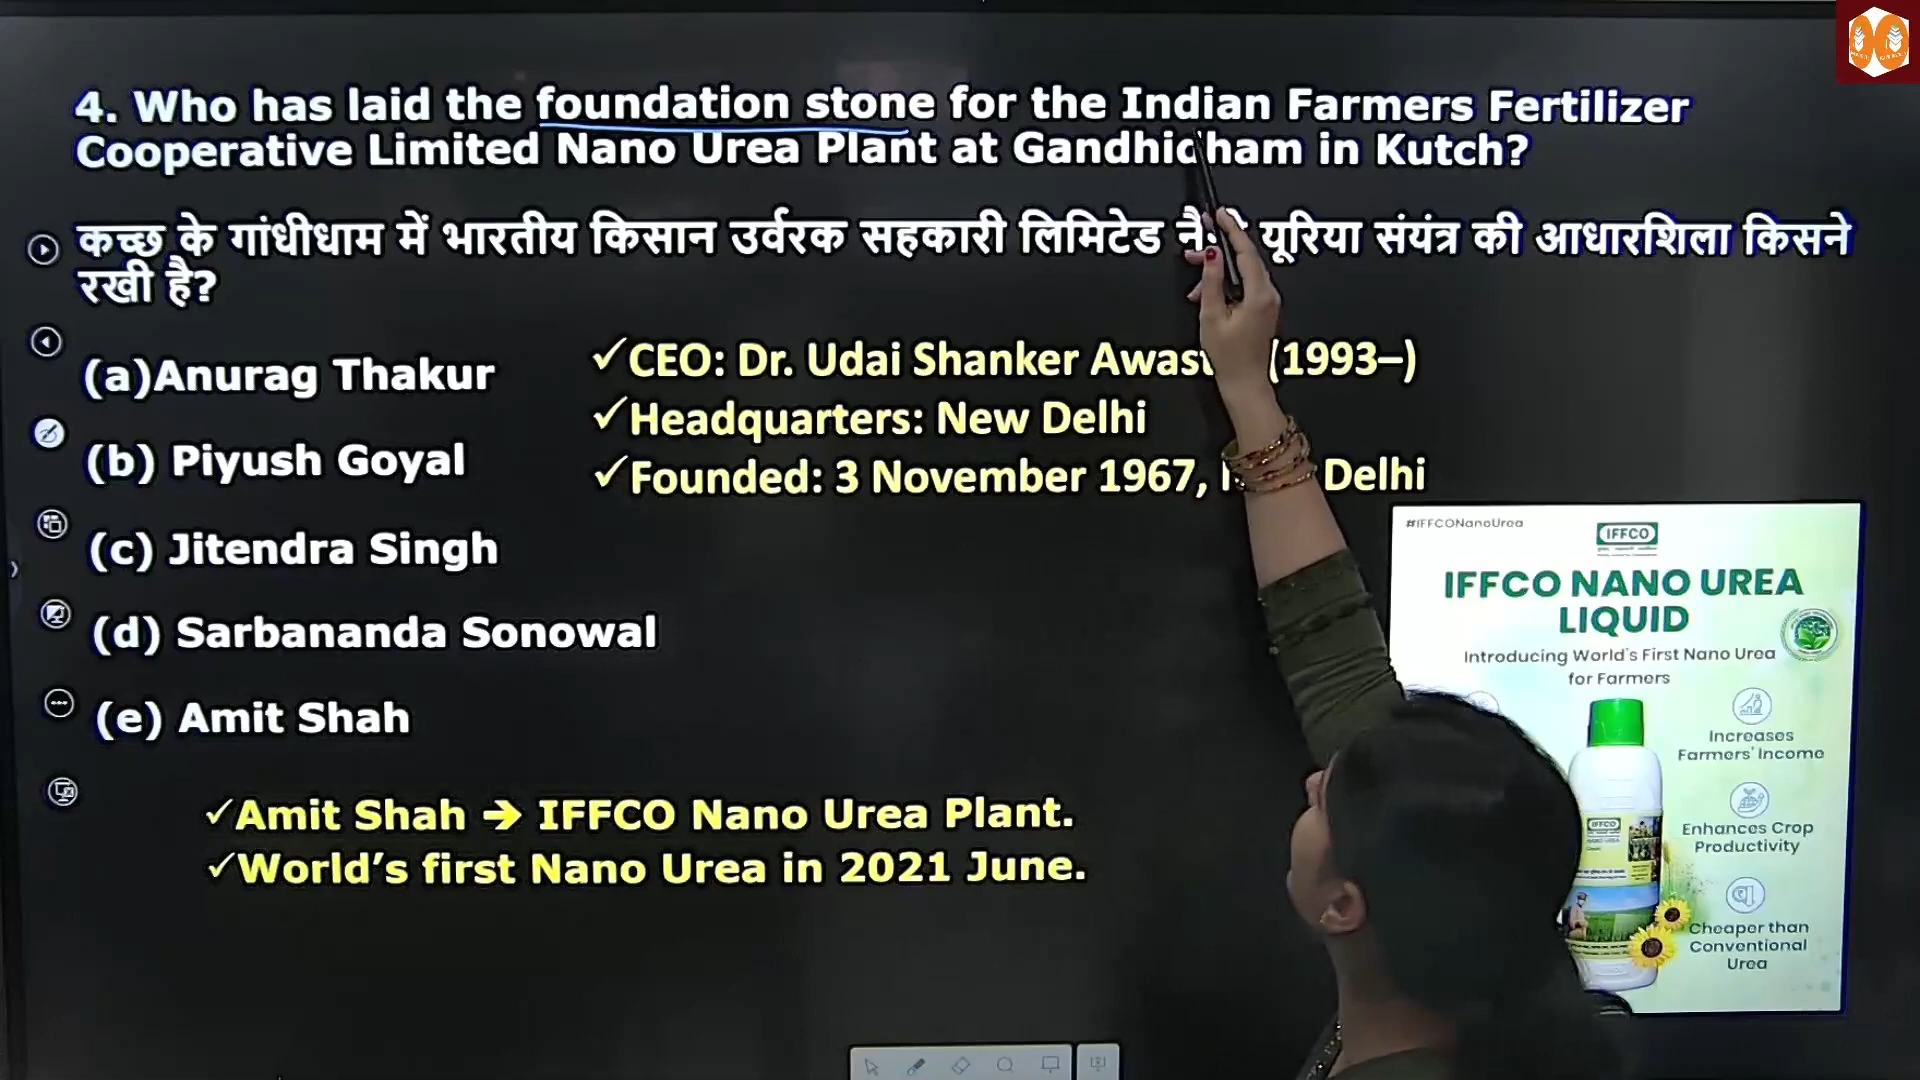 4. Who has laid the foundation stone for the Indian Farmers Fertilizer
Cooperative Limited Nano Urea Plant at Gandhidham in Kutch?
कच्छ के गांधीधाम में भारतीय किसान उर्वरक सहकारी लिमिटेड यूरिया संयंत्र की आधारशिला किसने
रखी है?
(a)Anurag Thakur
(b) Piyush Goyal
(c) Jitendra Singh
(d) Sarbananda Sonowal
(e) Amit Shah
✓CEO: Dr. Udai Shanker (1993–)
✓Headquarters: New Delhi
✓Founded: 3 November 1967, Delhi
✓Amit Shah ➔ IFFCO Nano Urea Plant.
✓World's first Nano Urea in 2021 June.
#IFFCONanoUrea
IFFCO
IFFCO NANO UREA
LIQUID
Introducing World's First Nano Urea
for Farmers
Increases
Farmers' Income
Enhances Crop
Productivity
Cheaper than
Conventional
Urea
IFFCO